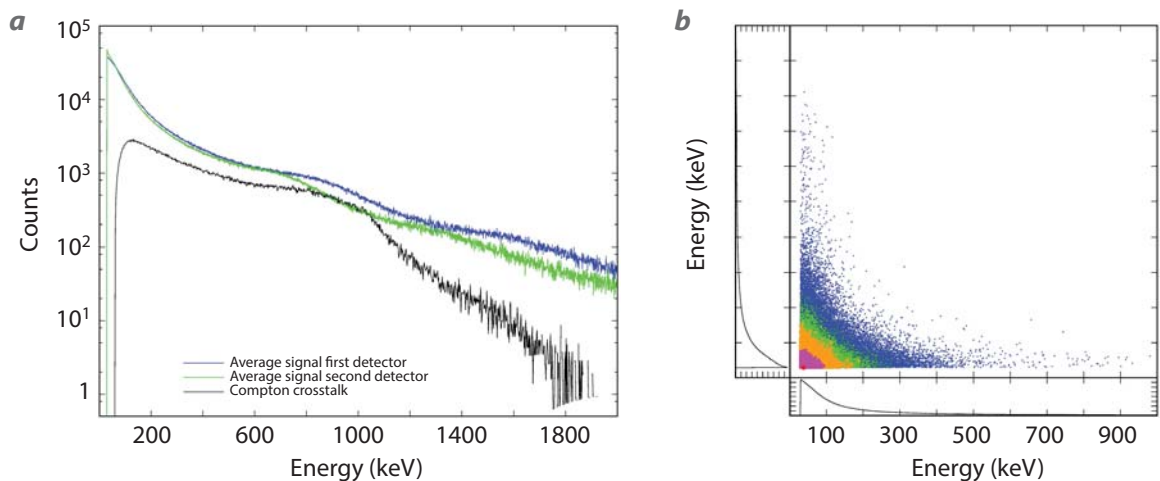 a
10^5
10^4
10^3
10^2
10^1
1
Counts
Average signal first detector
Average signal second detector
Compton crosstalk
200 600 1000 1400 1800
Energy (keV)
b
Energy (keV)
100 300 500 700 900
Energy (keV)